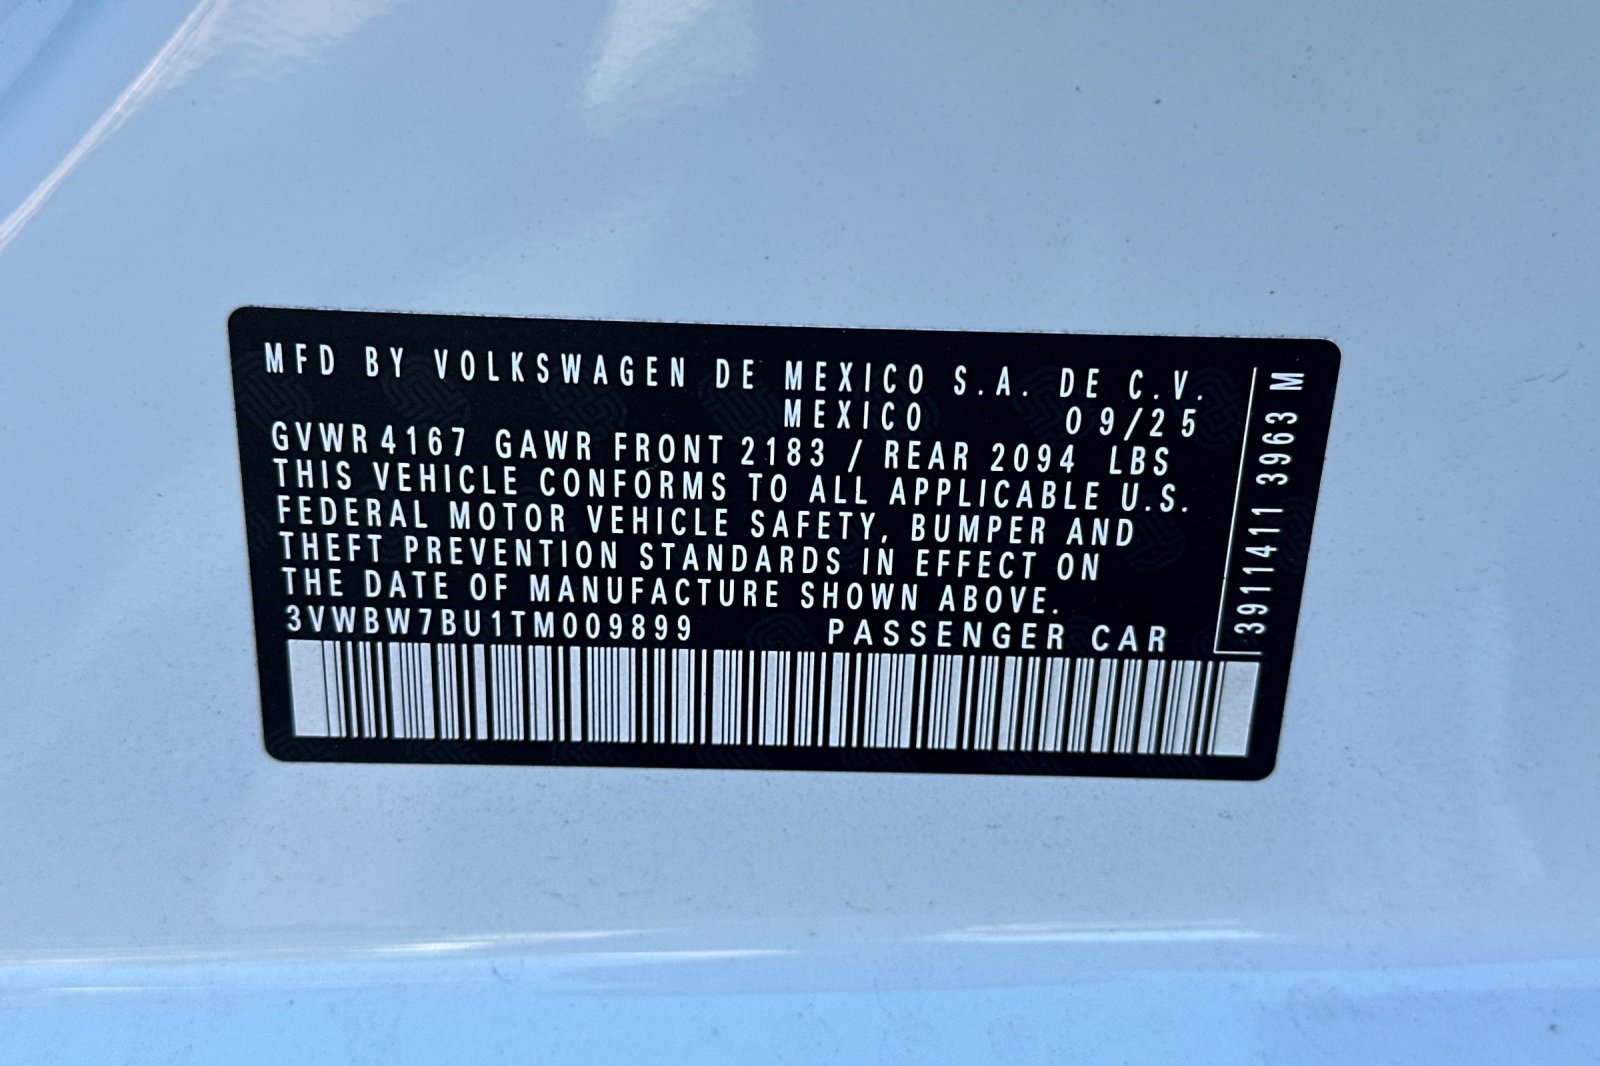 MFD BY VOLKSWAGEN DE MEXICO S.A. DE C.V.
MEXICO 09/25
GVWR 4167 GAWR FRONT 2183 / REAR 2094 LBS
THIS VEHICLE CONFORMS TO ALL APPLICABLE U.S.
FEDERAL MOTOR VEHICLE SAFETY, BUMPER AND
THEFT PREVENTION STANDARDS IN EFFECT ON
THE DATE OF MANUFACTURE SHOWN ABOVE.
3VWBW7BU1TM009899 PASSENGER CAR
3911411 3963 M